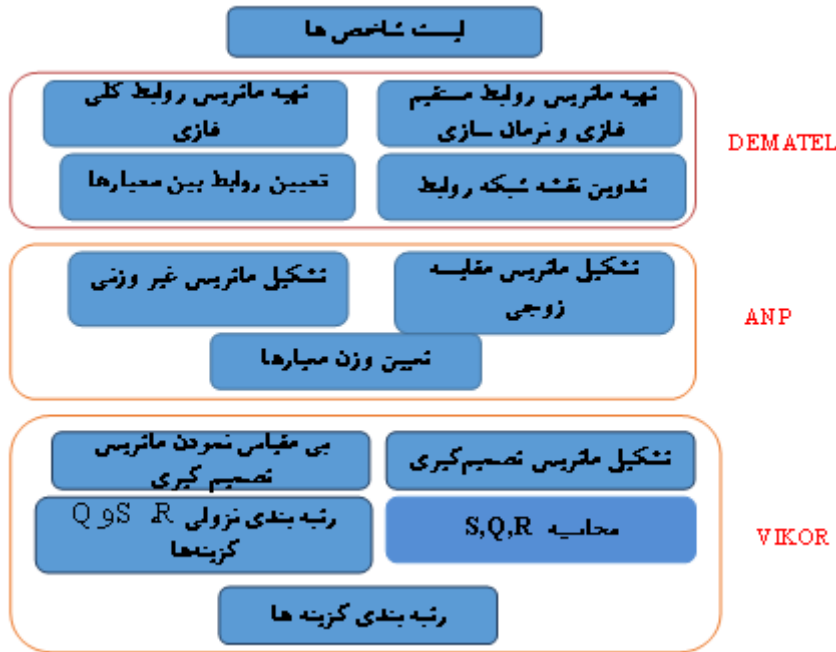 لیست شاخص ها
تهیه ماتریس روابط مستقیم
فازی و نرمان سازی
تهیه ماتریس روابط کلی
فازی
DEMATEL
تدوین نقشه شبکه روابط
تعیین روابط بین معیارها
تشکیل ماتریس مقایسه
زوجی
تشکیل ماتریس غیر وزنی
ANP
تعیین وزن معیارها
تشکیل ماتریس تصمیم‌گیری
بی مقیاس نمودن ماتریس
تصمیم گیری
محاسبه S,Q,R
رتبه بندی نزولی S ،R و Q
گزینه‌ها
VIKOR
رتبه بندی گزینه ها